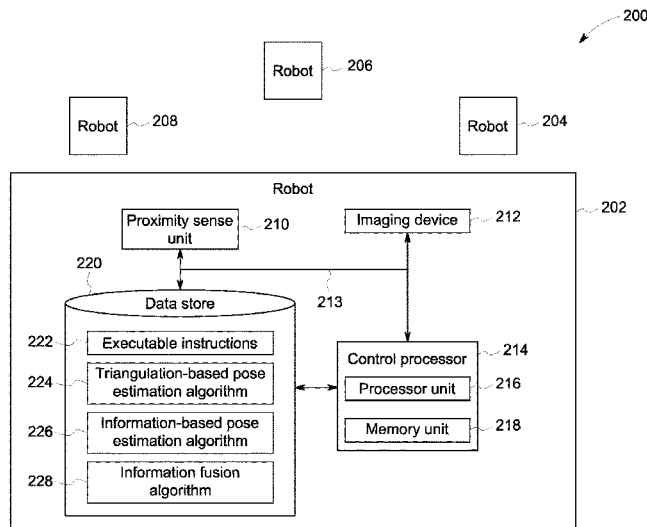 200
Robot
206
Robot
208
Robot
204
Robot
202
Proximity sense
unit
210
Imaging device
212
220
213
Data store
222
Executable instructions
224
Triangulation-based pose
estimation algorithm
226
Information-based pose
estimation algorithm
228
Information fusion
algorithm
Control processor
214
Processor unit
216
Memory unit
218